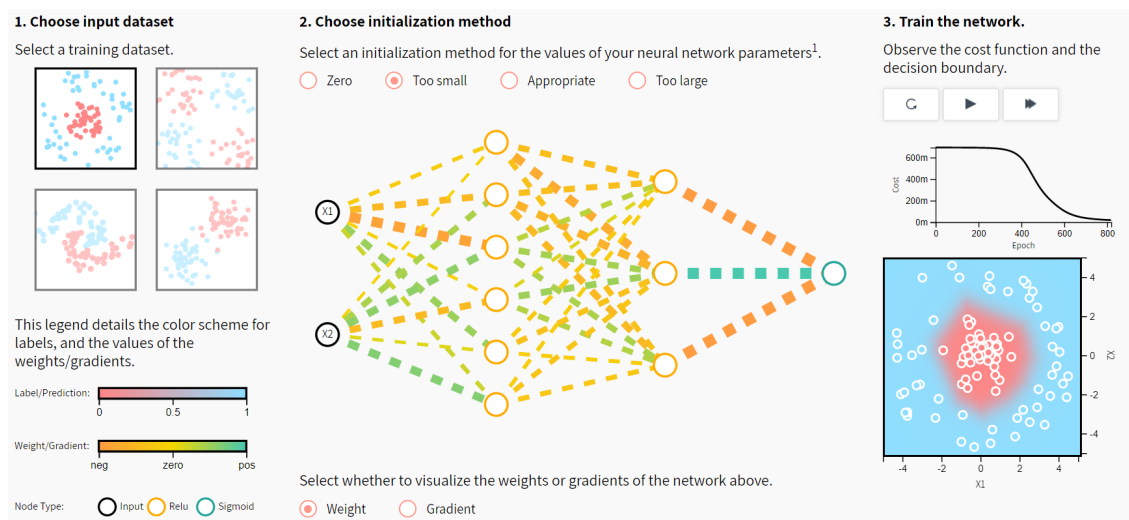 1. Choose input dataset
Select a training dataset.
This legend details the color scheme for
labels, and the values of the
weights/gradients.
Label/Prediction:
0 0.5 1
Weight/Gradient:
neg zero pos
Node Type: Input Relu Sigmoid
2. Choose initialization method
Select an initialization method for the values of your neural network parameters1.
Zero Too small Appropriate Too large
X1
X2
Select whether to visualize the weights or gradients of the network above.
Weight Gradient
3. Train the network.
Observe the cost function and the
decision boundary.
Cost
600m
400m
200m
0m
0 200 400 600 800
Epoch
4
2
0
-2
-4
X2
-4 -2 0 2 4
X1